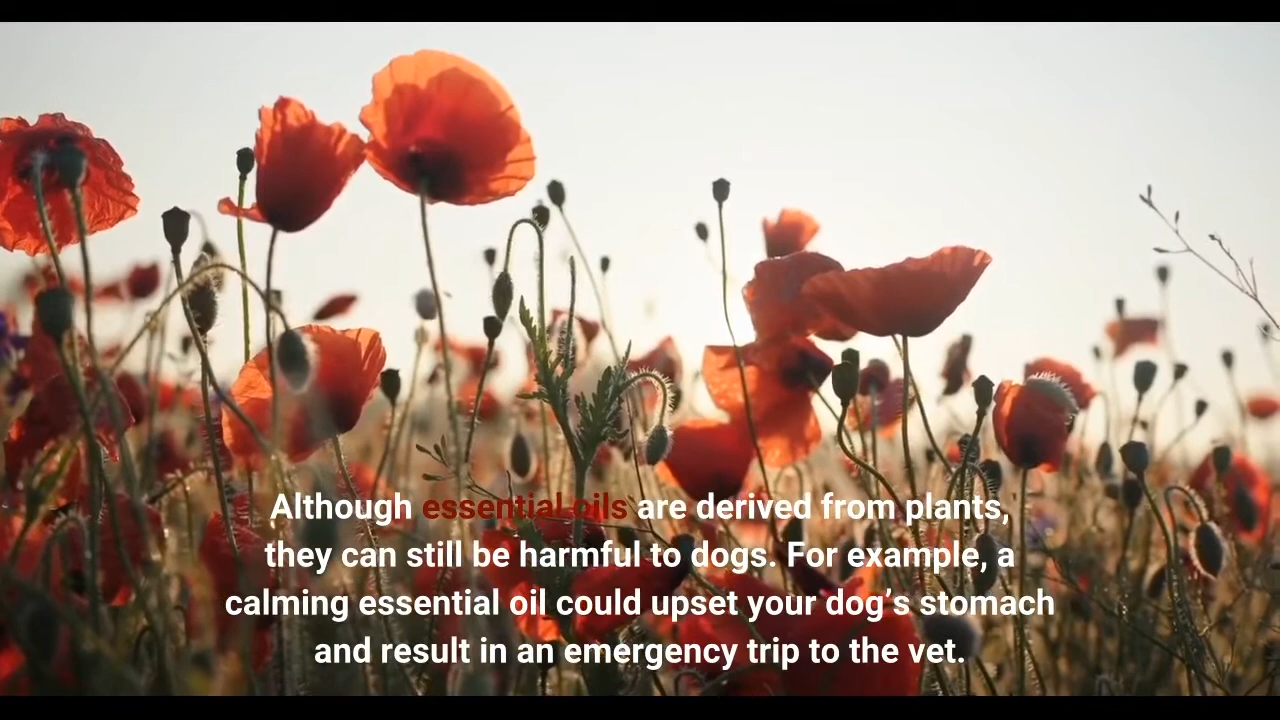 Although essential oils are derived from plants,
they can still be harmful to dogs. For example, a
calming essential oil could upset your dog’s stomach
and result in an emergency trip to the vet.